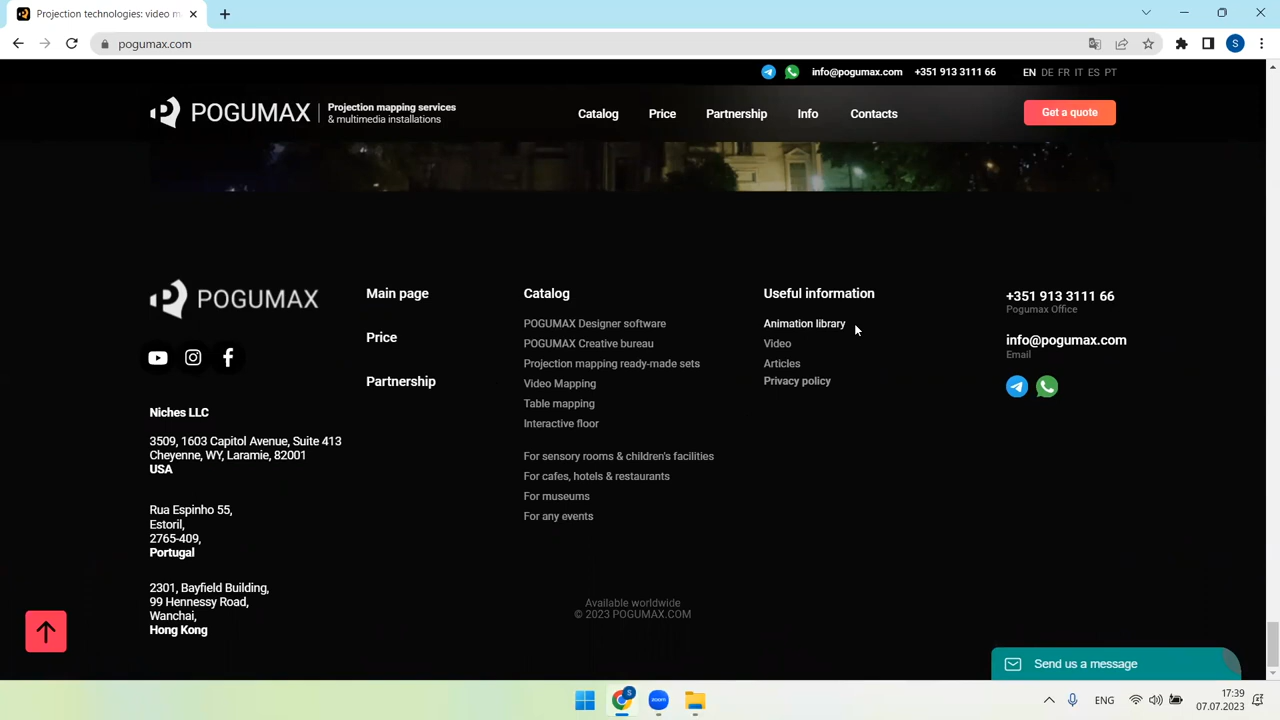 Projection technologies: video m
pogumax.com
S
info@pogumax.com +351 913 3111 66 EN DE FR IT ES PT
POGUMAX
Projection mapping services
& multimedia installations
Catalog Price Partnership Info Contacts
Get a quote
POGUMAX
Niches LLC
3509, 1603 Capitol Avenue, Suite 413
Cheyenne, WY, Laramie, 82001
USA
Rua Espinho 55,
Estoril,
2765-409,
Portugal
2301, Bayfield Building,
99 Hennessy Road,
Wanchai,
Hong Kong
Main page
Price
Partnership
Catalog
POGUMAX Designer software
POGUMAX Creative bureau
Projection mapping ready-made sets
Video Mapping
Table mapping
Interactive floor
For sensory rooms & children's facilities
For cafes, hotels & restaurants
For museums
For any events
Useful information
Animation library
Video
Articles
Privacy policy
+351 913 3111 66
Pogumax Office
info@pogumax.com
Email
Available worldwide
© 2023 POGUMAX.COM
Send us a message
S
zoom
ENG
17:39
07.07.2023